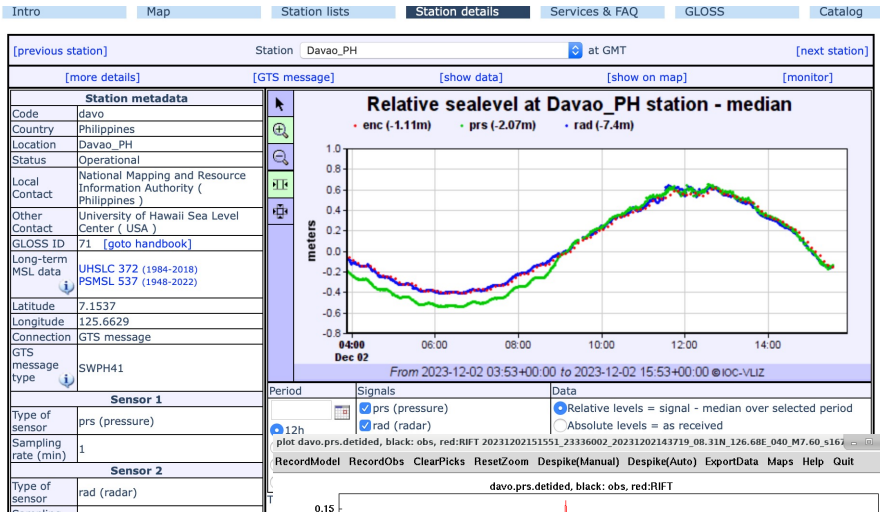 Intro Map Station lists Station details Services & FAQ GLOSS Catalog
[previous station] Station Davao_PH at GMT [next station]
[more details] [GTS message] [show data] [show on map] [monitor]
Station metadata
Code davo
Country Philippines
Location Davao_PH
Status Operational
Local Contact National Mapping and Resource
Information Authority (
Philippines )
Other Contact University of Hawaii Sea Level
Center ( USA )
GLOSS ID 71 [goto handbook]
Long-term
MSL data
UHSLC 372 (1984-2018)
PSMSL 537 (1948-2022)
Latitude 7.1537
Longitude 125.6629
Connection GTS message
GTS
message
type
SWPH41
Sensor 1
Type of
sensor
prs (pressure)
Sampling
rate (min)
1
Sensor 2
Type of
sensor
rad (radar)
Relative sealevel at Davao_PH station - median
enc (-1.11m) prs (-2.07m) rad (-7.4m)
meters
1.0
0.8
0.6
0.4
0.2
0.0
-0.2
-0.4
-0.6
-0.8
04:00 06:00 08:00 10:00 12:00 14:00
Dec 02
From 2023-12-02 03:53+00:00 to 2023-12-02 15:53+00:00 ©IOC-VLIZ
Period Signals Data
prs (pressure) Relative levels = signal - median over selected period
12h rad (radar) Absolute levels = as received
plot davo.prs.detided, black: obs, red:RIFT 20231202151551_23336002_20231202143719_08.31N_126.68E_040_M7.60_s167
RecordModel RecordObs ClearPicks ResetZoom Despike(Manual) Despike(Auto) ExportData Maps Help Quit
davo.prs.detided, black: obs, red:RIFT
0.15